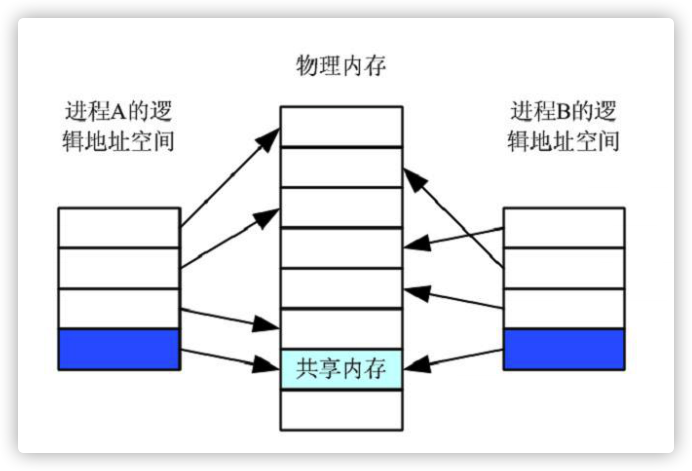 物理内存
进程A的逻
辑地址空间
进程B的逻
辑地址空间
共享内存